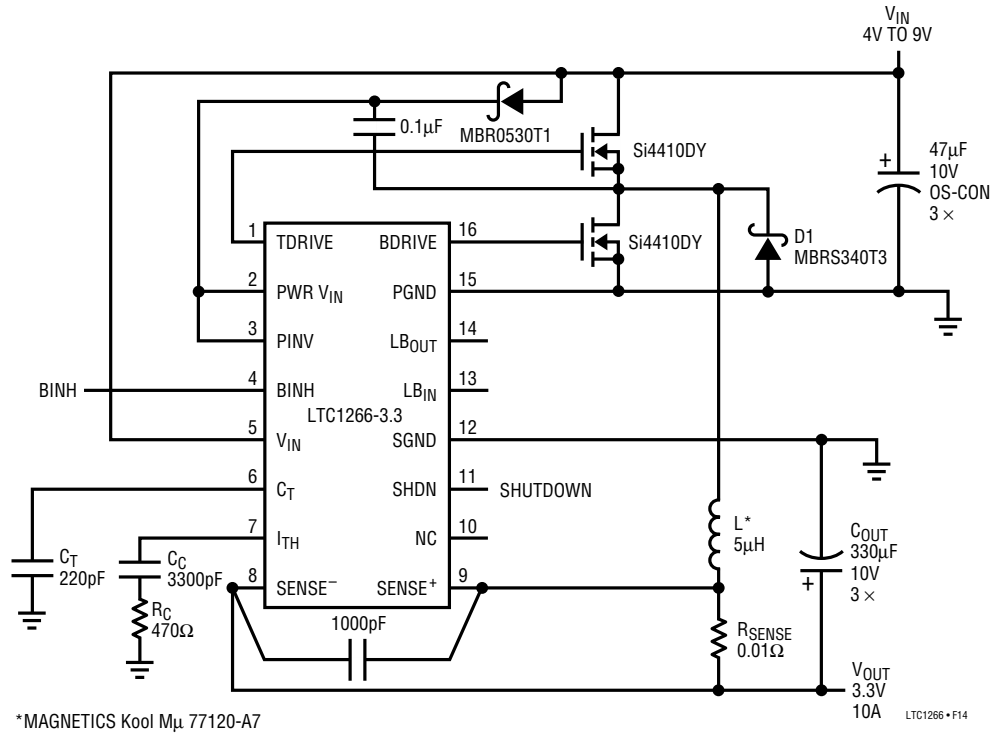 VIN
4V TO 9V
0.1µF
MBR0530T1
Si4410DY
47µF
10V
OS-CON
3 ×
+
D1
MBRS340T3
Si4410DY
1 TDRIVE BDRIVE 16
2 PWR VIN PGND 15
3 PINV LBOUT 14
BINH 4 BINH LBIN 13
LTC1266-3.3
5 VIN SGND 12
6 CT SHDN 11 SHUTDOWN
7 ITH NC 10
8 SENSE− SENSE+ 9
CT
220pF
CC
3300pF
RC
470Ω
1000pF
L*
5µH
COUT
330µF
10V
3 ×
+
RSENSE
0.01Ω
VOUT
3.3V
10A
*MAGNETICS Kool Mµ 77120-A7
LTC1266 • F14